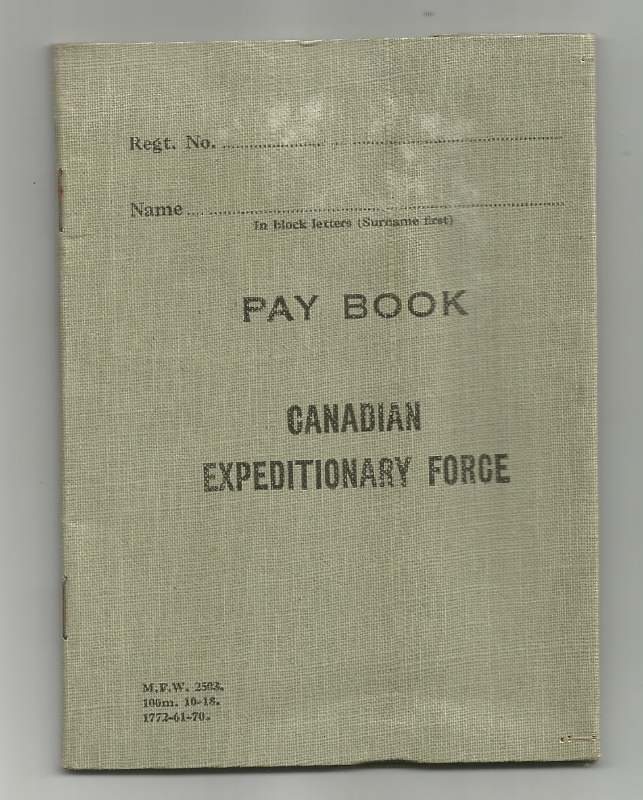 Regt. No. ....................................................
Name ....................................................
In block letters (Surname first)
PAY BOOK
CANADIAN
EXPEDITIONARY FORCE
M.F.W. 2503.
100m. 10-18.
1772-61-70.